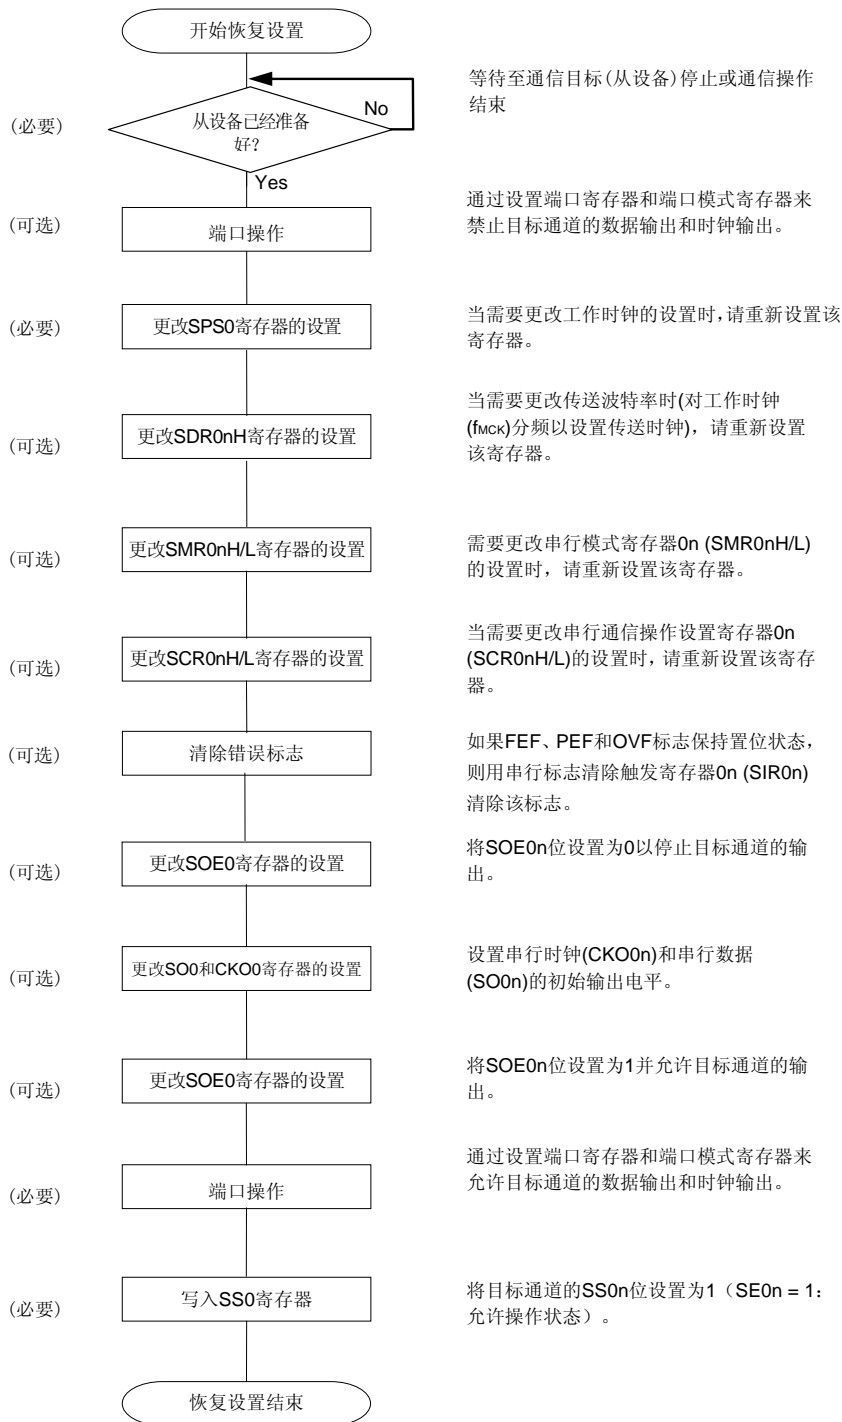 开始恢复设置
等待至通信目标(从设备)停止或通信操作
结束
(必要)
从设备已经准备
好？
No
Yes
(可选)
端口操作
通过设置端口寄存器和端口模式寄存器来
禁止目标通道的数据输出和时钟输出。
(必要)
更改SPS0寄存器的设置
当需要更改工作时钟的设置时，请重新设置该
寄存器。
(可选)
更改SDR0nH寄存器的设置
当需要更改传送波特率时(对工作时钟
(fMCK)分频以设置传送时钟)，请重新设置
该寄存器。
(可选)
更改SMR0nH/L寄存器的设置
需要更改串行模式寄存器0n (SMR0nH/L)
的设置时，请重新设置该寄存器。
(可选)
更改SCR0nH/L寄存器的设置
当需要更改串行通信操作设置寄存器0n
(SCR0nH/L)的设置时，请重新设置该寄存
器。
(可选)
清除错误标志
如果FEF、PEF和OVF标志保持置位状态，
则用串行标志清除触发寄存器0n (SIR0n)
清除该标志。
(可选)
更改SOE0寄存器的设置
将SOE0n位设置为0以停止目标通道的输
出。
(可选)
更改SO0和CKO0寄存器的设置
设置串行时钟(CKO0n)和串行数据
(SO0n)的初始输出电平。
(可选)
更改SOE0寄存器的设置
将SOE0n位设置为1并允许目标通道的输
出。
(必要)
端口操作
通过设置端口寄存器和端口模式寄存器来
允许目标通道的数据输出和时钟输出。
(必要)
写入SS0寄存器
将目标通道的SS0n位设置为1（SE0n = 1：
允许操作状态）。
恢复设置结束